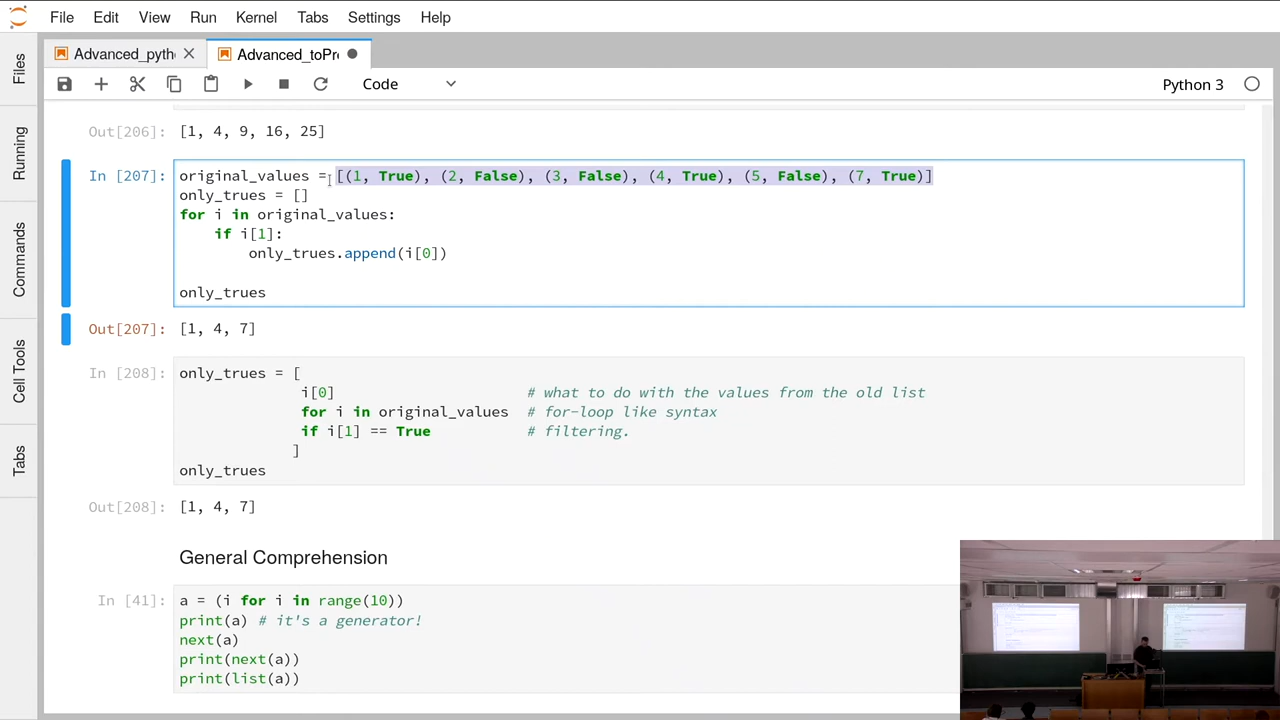 File Edit View Run Kernel Tabs Settings Help
Files
Running
Commands
Cell Tools
Tabs
Advanced_pyth
Advanced_toPr
Code
Python 3
Out[206]: [1, 4, 9, 16, 25]
In [207]: original_values = [(1, True), (2, False), (3, False), (4, True), (5, False), (7, True)]
only_trues = []
for i in original_values:
    if i[1]:
        only_trues.append(i[0])
only_trues
Out[207]: [1, 4, 7]
In [208]: only_trues = [
i[0] # what to do with the values from the old list
for i in original_values # for-loop like syntax
if i[1] == True # filtering.
]
only_trues
Out[208]: [1, 4, 7]
General Comprehension
In [41]: a = (i for i in range(10))
print(a) # it's a generator!
next(a)
print(next(a))
print(list(a))